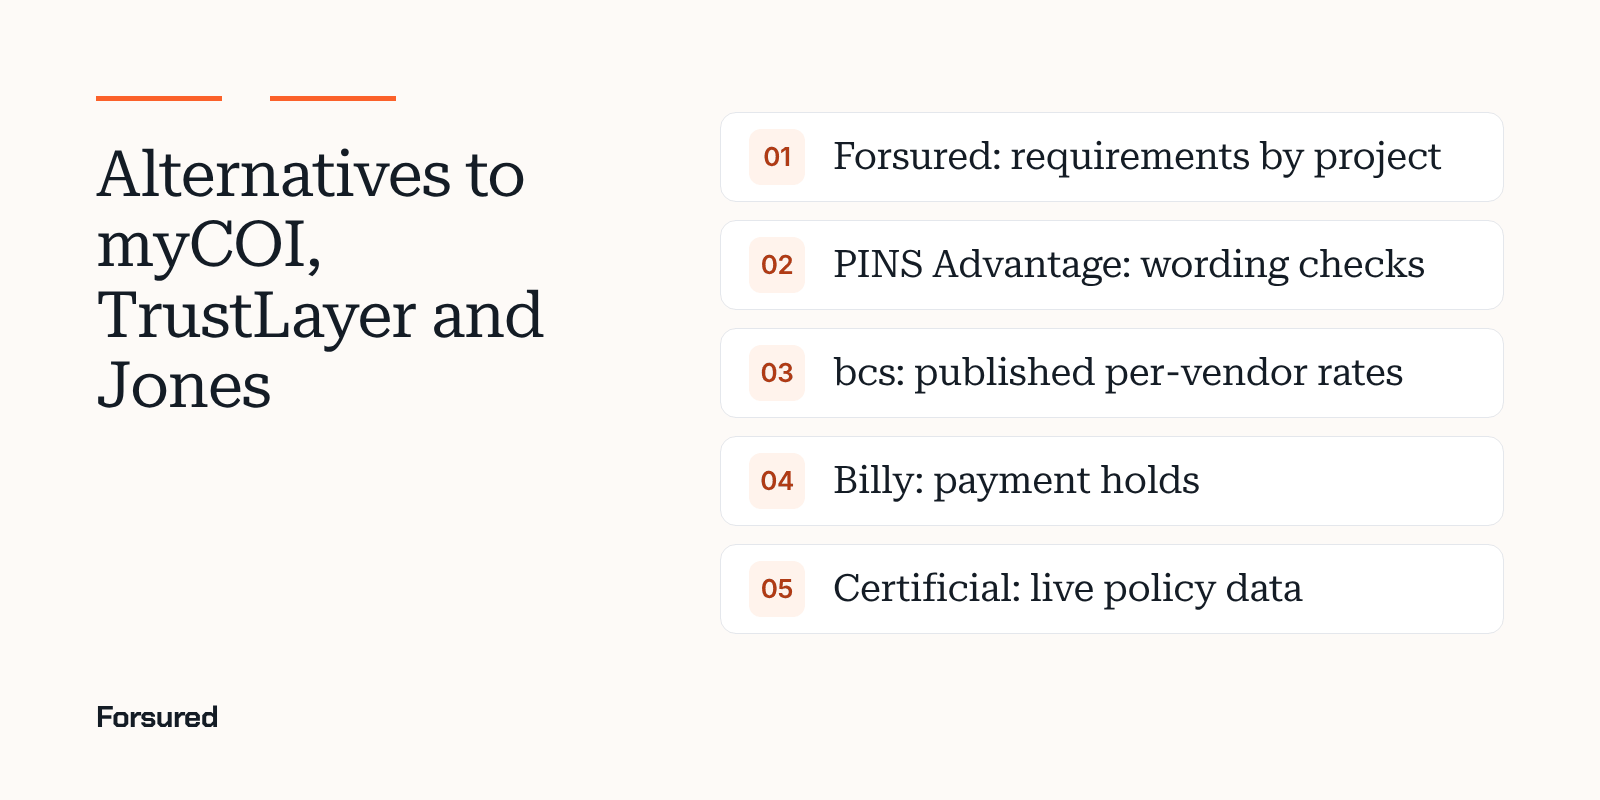 Alternatives to
myCOI,
TrustLayer and
Jones
01 Forsured: requirements by project
02 PINS Advantage: wording checks
03 bcs: published per-vendor rates
04 Billy: payment holds
05 Certificial: live policy data
Forsured